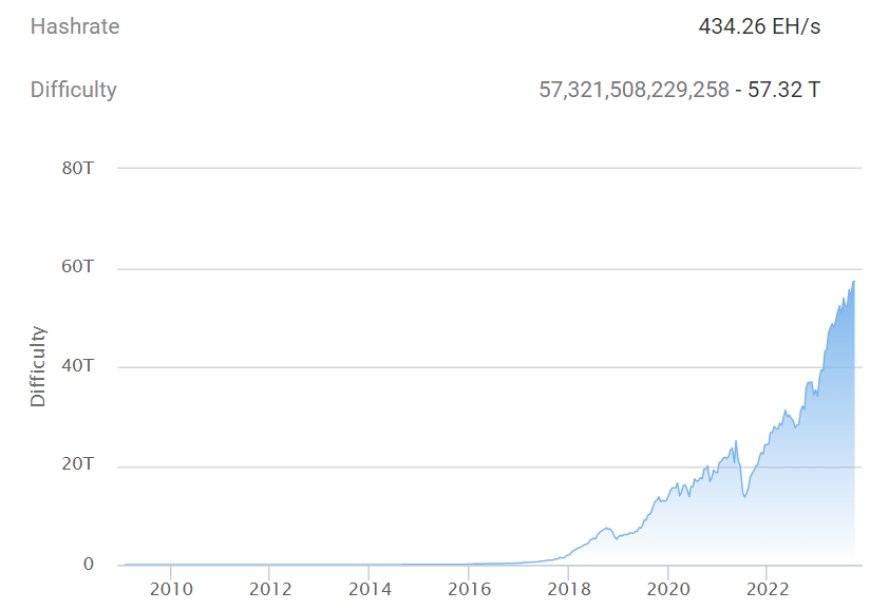 Hashrate 434.26 EH/s
Difficulty 57,321,508,229,258 - 57.32 T
80T
60T
40T
20T
0
Difficulty
2010 2012 2014 2016 2018 2020 2022